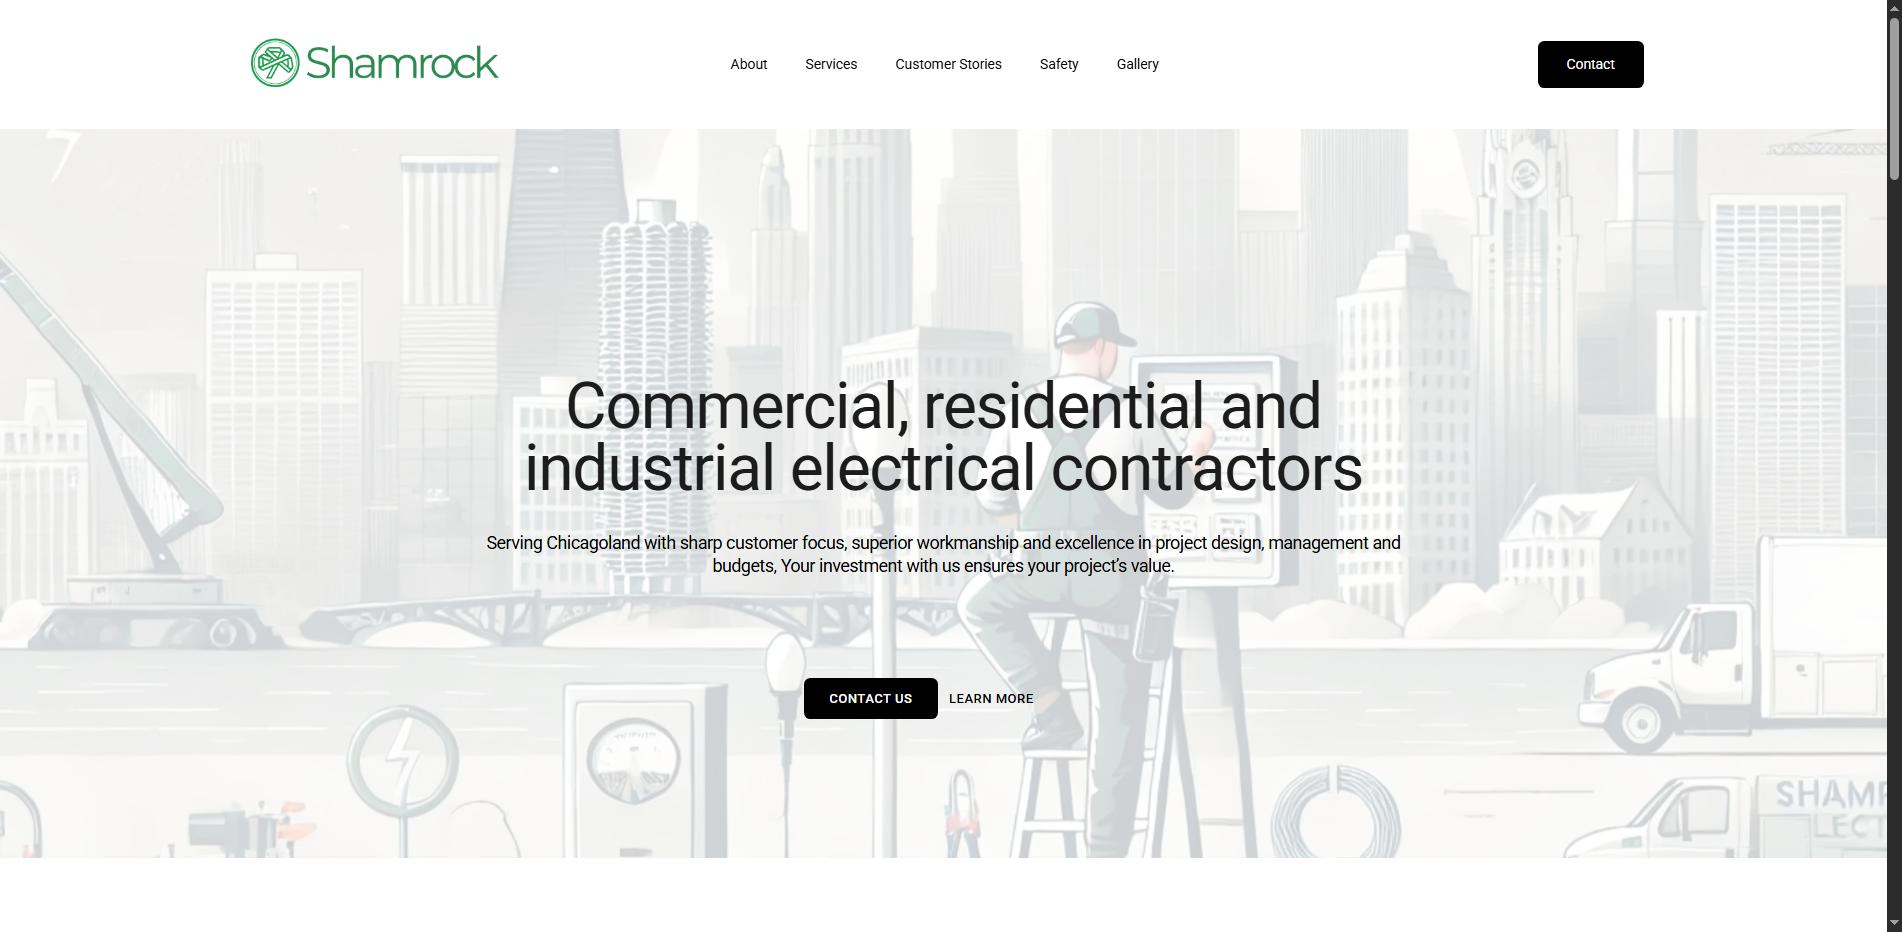 Shamrock
About Services Customer Stories Safety Gallery
Contact
Commercial, residential and
industrial electrical contractors
Serving Chicagoland with sharp customer focus, superior workmanship and excellence in project design, management and
budgets, Your investment with us ensures your project’s value.
CONTACT US LEARN MORE
SHAMR
LECT